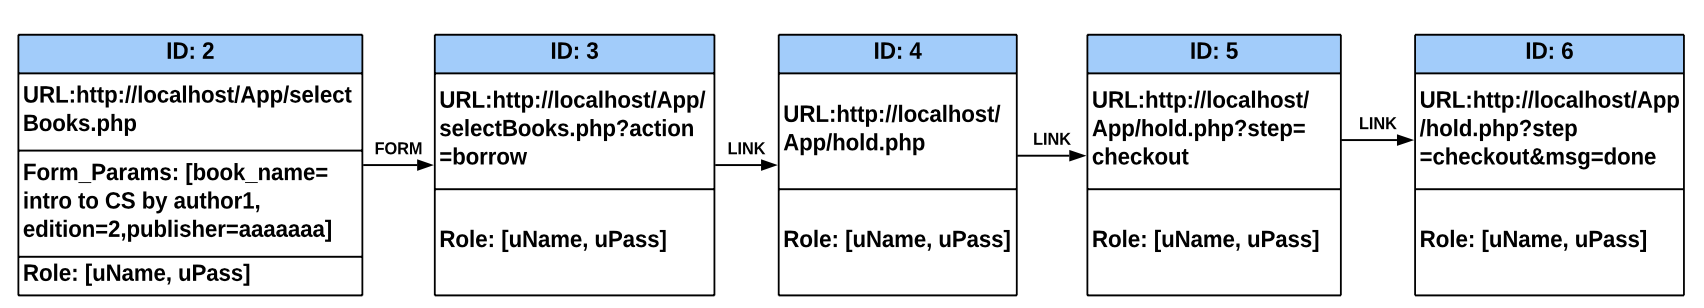 ID: 2
URL:http://localhost/App/select
Books.php
Form_Params: [book_name=
intro to CS by author1,
edition=2,publisher=aaaaaaa]
Role: [uName, uPass]
FORM
ID: 3
URL:http://localhost/App/
selectBooks.php?action
=borrow
Role: [uName, uPass]
LINK
ID: 4
URL:http://localhost/
App/hold.php
Role: [uName, uPass]
LINK
ID: 5
URL:http://localhost/
App/hold.php?step=
checkout
Role: [uName, uPass]
LINK
ID: 6
URL:http://localhost/App
/hold.php?step
=checkout&msg=done
Role: [uName, uPass]